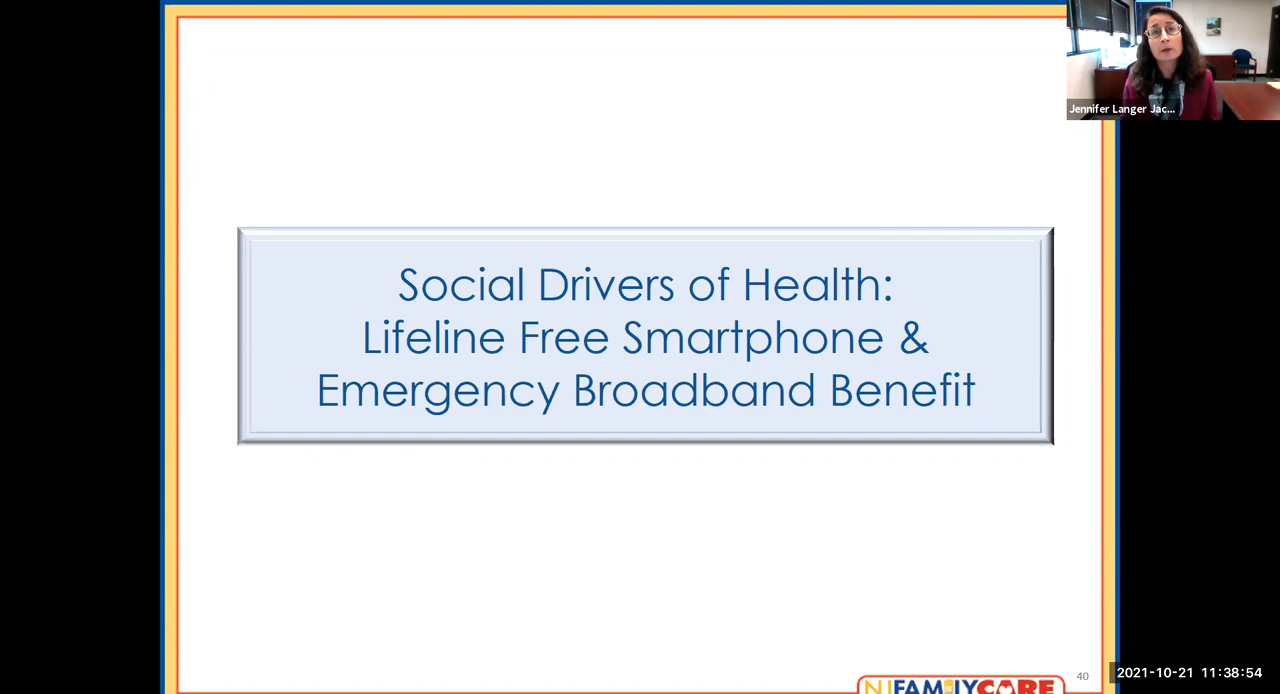 Jennifer Langer Jac...
Social Drivers of Health:
Lifeline Free Smartphone &
Emergency Broadband Benefit
40
2021-10-21 11:38:54
NJFAMILYCARE